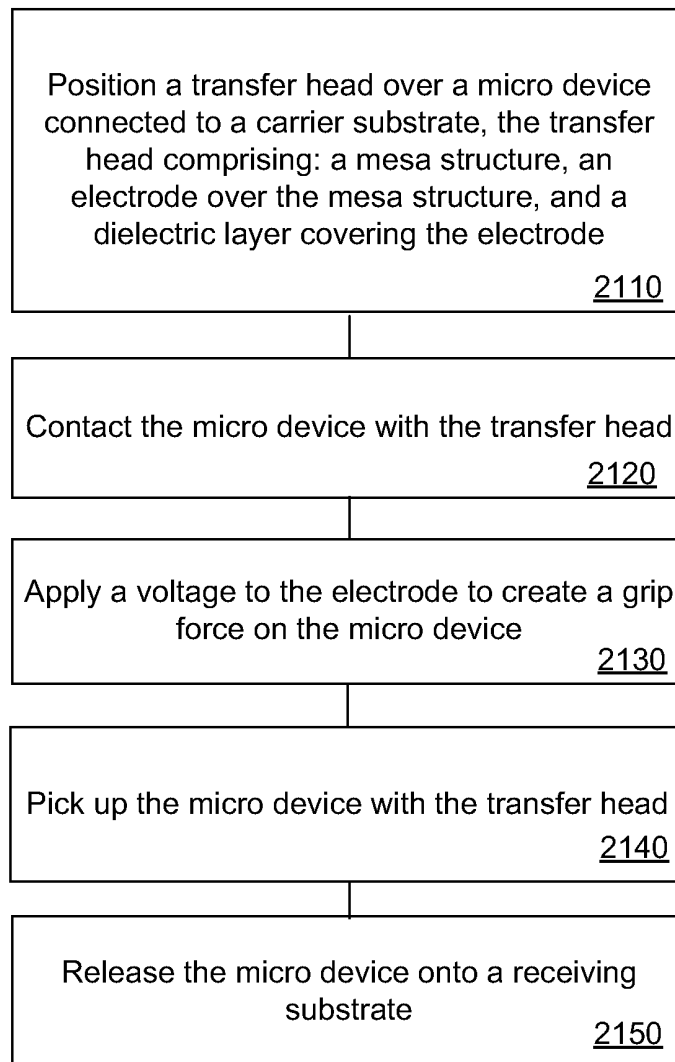 Position a transfer head over a micro device
connected to a carrier substrate, the transfer
head comprising: a mesa structure, an
electrode over the mesa structure, and a
dielectric layer covering the electrode
2110
Contact the micro device with the transfer head
2120
Apply a voltage to the electrode to create a grip
force on the micro device
2130
Pick up the micro device with the transfer head
2140
Release the micro device onto a receiving
substrate
2150